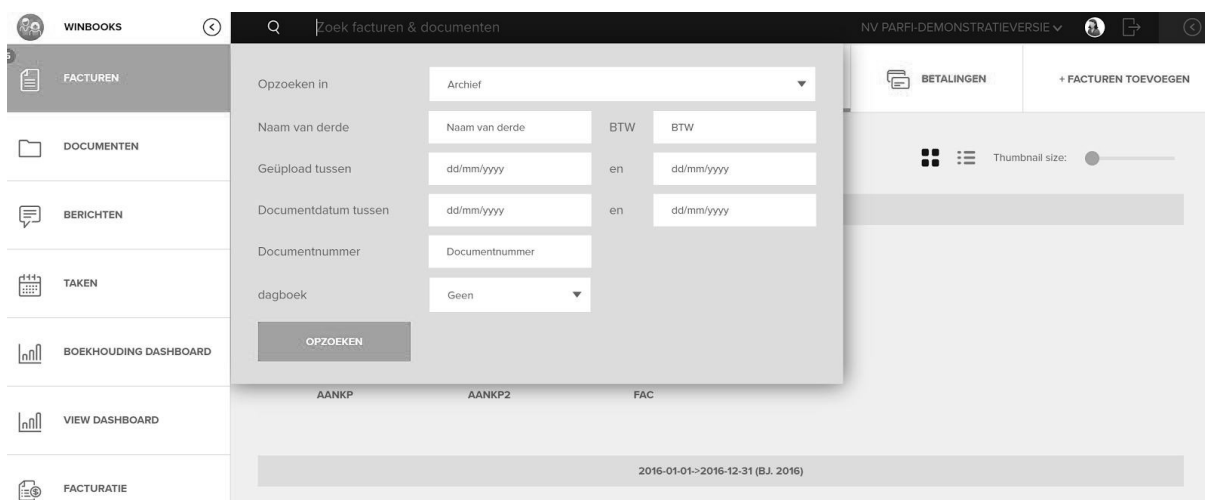 WINBOOKS
Zoek facturen & documenten
NV PARFI-DEMONSTRATIEVERSIE
FACTUREN
DOCUMENTEN
BERICHTEN
TAKEN
BOEKHOUDING DASHBOARD
VIEW DASHBOARD
FACTURATIE
Opzoeken in Archief
Naam van derde Naam van derde BTW BTW
Geüpload tussen dd/mm/yyyy en dd/mm/yyyy
Documentdatum tussen dd/mm/yyyy en dd/mm/yyyy
Documentnummer Documentnummer
dagboek Geen
OPZOEKEN
BETALINGEN
+ FACTUREN TOEVOEGEN
Thumbnail size:
AANKP AANKP2 FAC
2016-01-01->2016-12-31 (BJ. 2016)